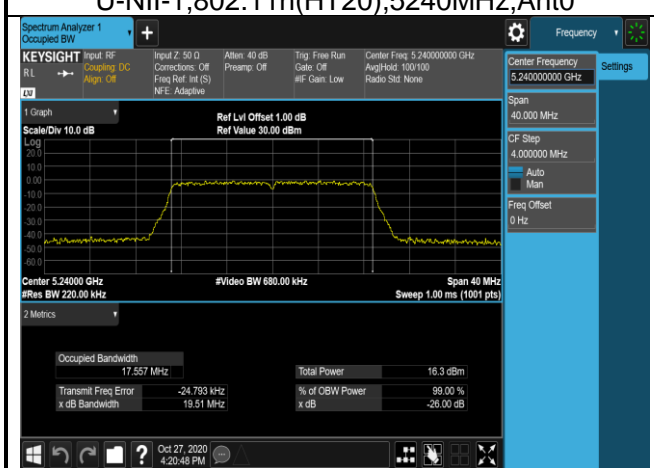 U-NII-1,802.11n(HT20),5240MHz,Ant0
Spectrum Analyzer 1
Occupied BW
Frequency
KEYSIGHT
R L
LXI
Input: RF
Coupling: DC
Align: Off
Input Z: 50 Ω
Corrections: Off
Freq Ref: Int (S)
NFE: Adaptive
Atten: 40 dB
Preamp: Off
Trig: Free Run
Gate: Off
#IF Gain: Low
Center Freq: 5.240000000 GHz
Avg|Hold: 100/100
Radio Std: None
Center Frequency
5.240000000 GHz
Settings
Span
40.000 MHz
CF Step
4.000000 MHz
Auto
Man
Freq Offset
0 Hz
1 Graph
Scale/Div 10.0 dB
Ref Lvl Offset 1.00 dB
Ref Value 30.00 dBm
Log
20.0
10.0
0.00
-10.0
-20.0
-30.0
-40.0
-50.0
-60.0
Center 5.24000 GHz
#Video BW 680.00 kHz
Span 40 MHz
#Res BW 220.00 kHz
Sweep 1.00 ms (1001 pts)
2 Metrics
Occupied Bandwidth
17.557 MHz
Total Power 16.3 dBm
Transmit Freq Error -24.793 kHz
% of OBW Power 99.00 %
x dB Bandwidth 19.51 MHz
x dB -26.00 dB
Oct 27, 2020
4:20:48 PM